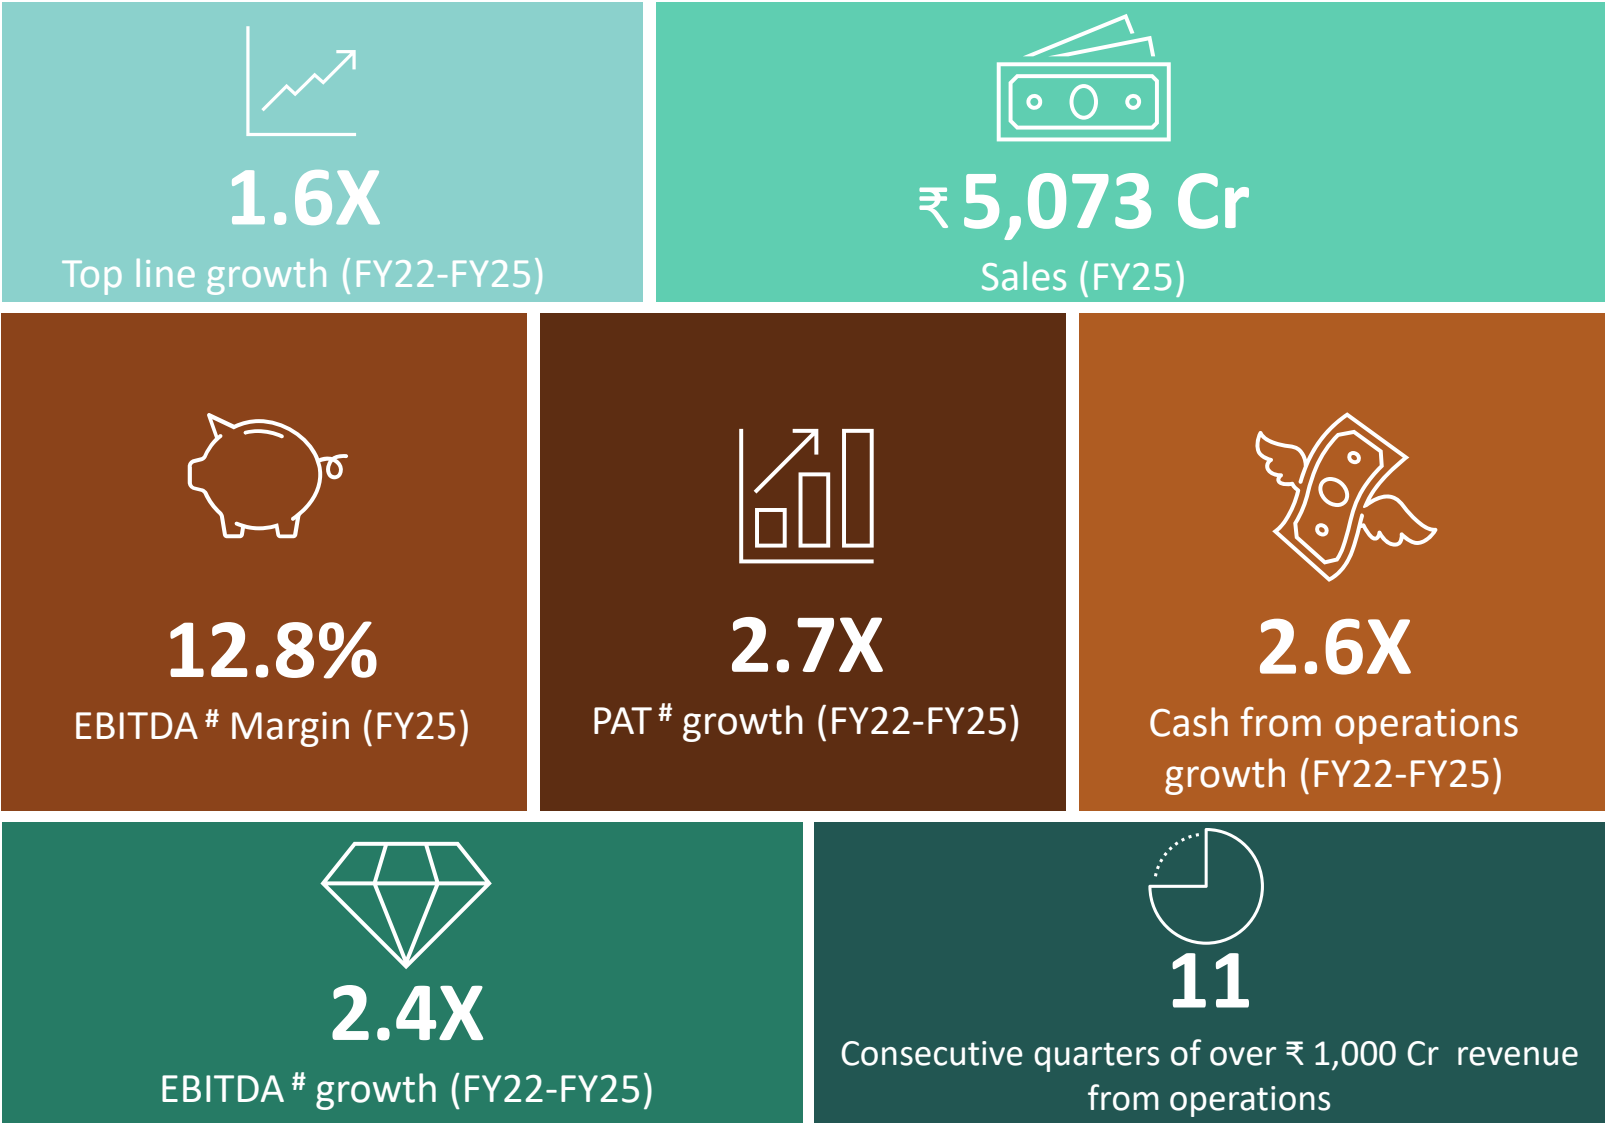 1.6X
Top line growth (FY22-FY25)
₹ 5,073 Cr
Sales (FY25)
12.8%
EBITDA # Margin (FY25)
2.7X
PAT # growth (FY22-FY25)
2.6X
Cash from operations
growth (FY22-FY25)
2.4X
EBITDA # growth (FY22-FY25)
11
Consecutive quarters of over ₹ 1,000 Cr revenue
from operations